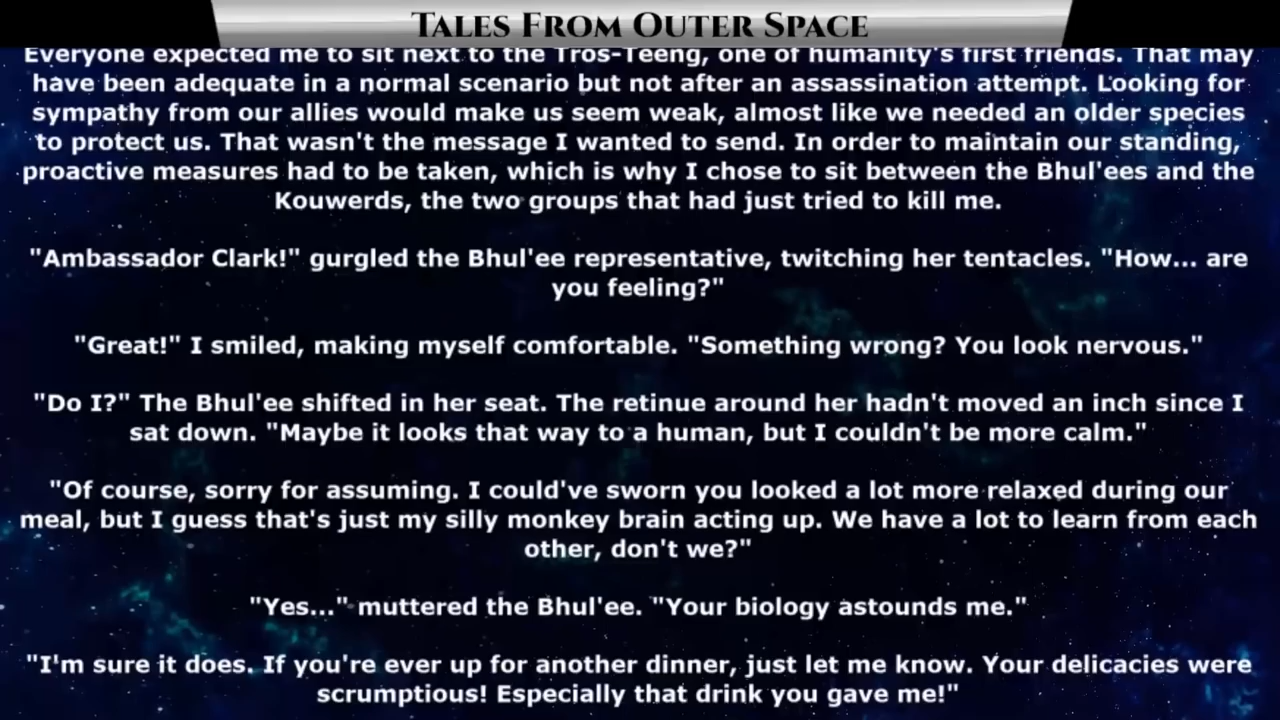 Tales From Outer Space
Everyone expected me to sit next to the Tros-Teeng, one of humanity's first friends. That may
have been adequate in a normal scenario but not after an assassination attempt. Looking for
sympathy from our allies would make us seem weak, almost like we needed an older species
to protect us. That wasn't the message I wanted to send. In order to maintain our standing,
proactive measures had to be taken, which is why I chose to sit between the Bhul'ees and the
Kouwerds, the two groups that had just tried to kill me.
"Ambassador Clark!" gurgled the Bhul'ee representative, twitching her tentacles. "How... are
you feeling?"
"Great!" I smiled, making myself comfortable. "Something wrong? You look nervous."
"Do I?" The Bhul'ee shifted in her seat. The retinue around her hadn't moved an inch since I
sat down. "Maybe it looks that way to a human, but I couldn't be more calm."
"Of course, sorry for assuming. I could've sworn you looked a lot more relaxed during our
meal, but I guess that's just my silly monkey brain acting up. We have a lot to learn from each
other, don't we?"
"Yes..." muttered the Bhul'ee. "Your biology astounds me."
"I'm sure it does. If you're ever up for another dinner, just let me know. Your delicacies were
scrumptious! Especially that drink you gave me!"